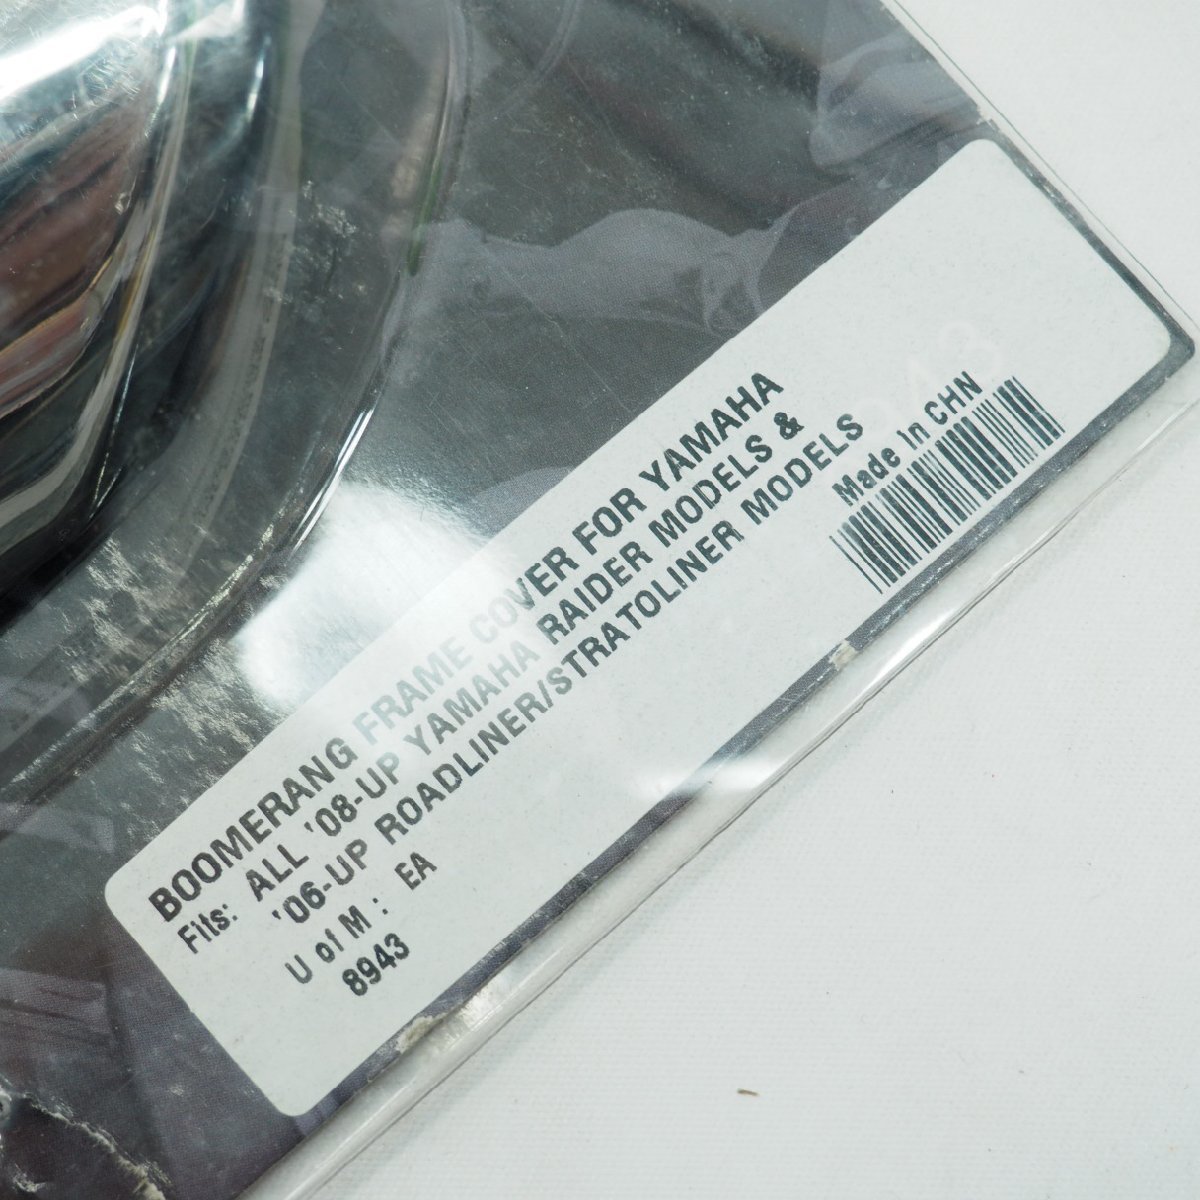 BOOMERANG FRAME COVER FOR YAMAHA
Fits: ALL '08-UP YAMAHA RAIDER MODELS &
'06-UP ROADLINER/STRATOLINER MODELS
U of M : EA
8943
Made in CHN